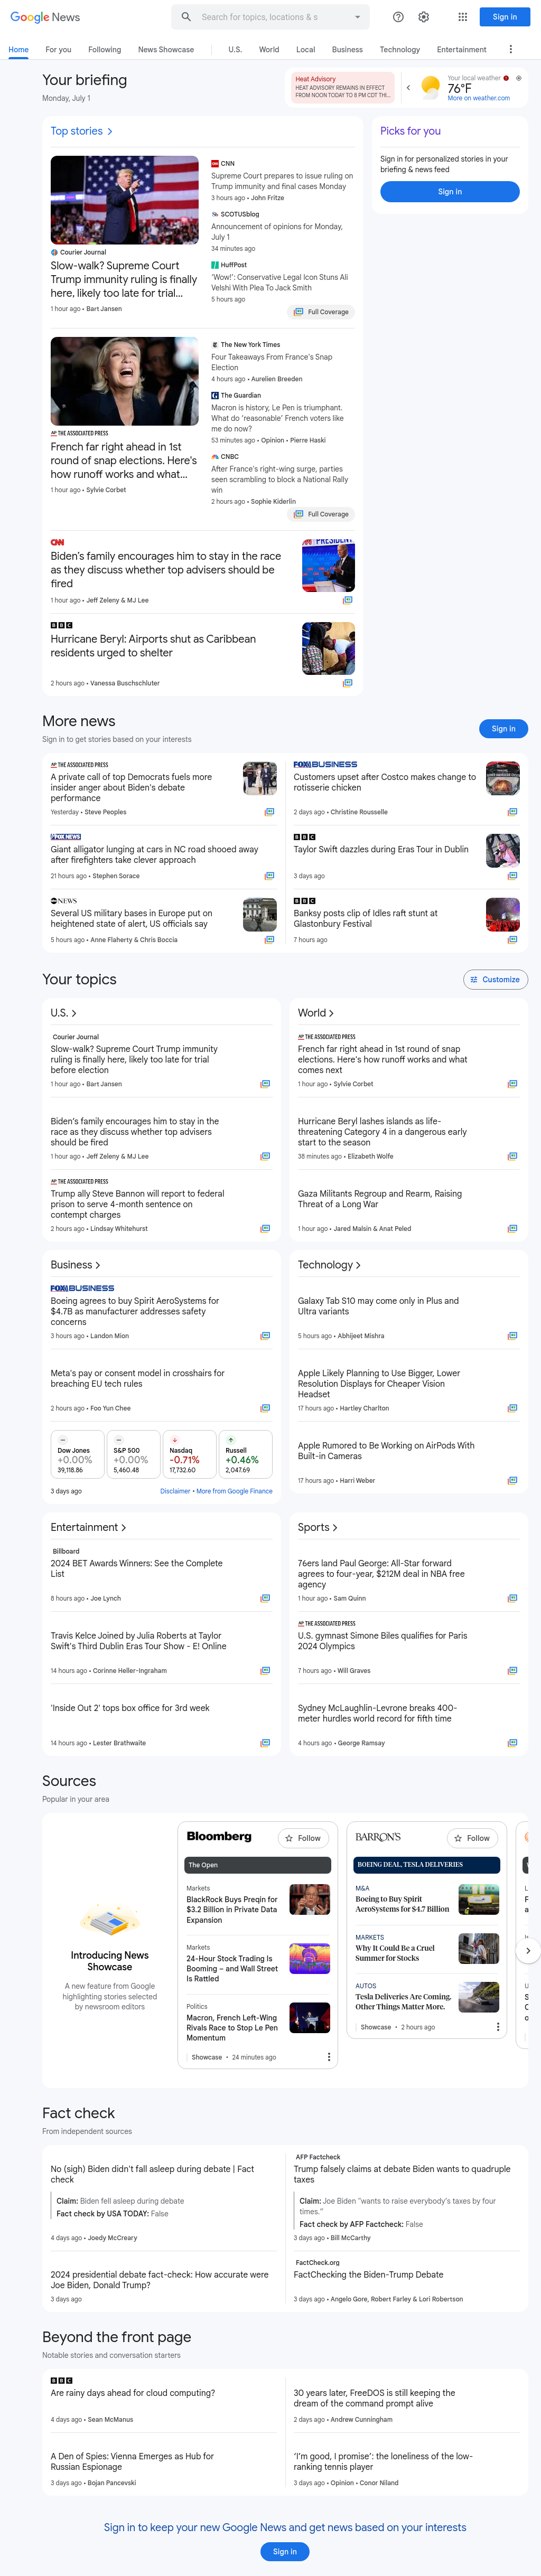 Google News
Search for topics, locations & s
Sign in
Home
For you
Following
News Showcase
U.S.
World
Local
Business
Technology
Entertainment
Your briefing
Monday, July 1
Heat Advisory
HEAT ADVISORY REMAINS IN EFFECT
FROM NOON TODAY TO 8 PM CDT THI...
Your local weather
76°F
More on weather.com
Top stories
Courier Journal
Slow-walk? Supreme Court
Trump immunity ruling is finally
here, likely too late for trial...
1 hour ago • Bart Jansen
CNN
Supreme Court prepares to issue ruling on
Trump immunity and final cases Monday
3 hours ago • John Fritze
SCOTUSblog
Announcement of opinions for Monday,
July 1
34 minutes ago
HuffPost
'Wow!': Conservative Legal Icon Stuns Ali
Velshi With Plea To Jack Smith
5 hours ago
Full Coverage
THE ASSOCIATED PRESS
French far right ahead in 1st
round of snap elections. Here's
how runoff works and what...
1 hour ago • Sylvie Corbet
The New York Times
Four Takeaways From France's Snap
Election
4 hours ago • Aurelien Breeden
The Guardian
Macron is history, Le Pen is triumphant.
What do 'reasonable' French voters like
me do now?
53 minutes ago • Opinion • Pierre Haski
CNBC
After France's right-wing surge, parties
seen scrambling to block a National Rally
win
2 hours ago • Sophie Kiderlin
Full Coverage
CNN
Biden's family encourages him to stay in the race
as they discuss whether top advisers should be
fired
1 hour ago • Jeff Zeleny & MJ Lee
BBC
Hurricane Beryl: Airports shut as Caribbean
residents urged to shelter
2 hours ago • Vanessa Buschschluter
Picks for you
Sign in for personalized stories in your
briefing & news feed
Sign in
More news
Sign in to get stories based on your interests
Sign in
THE ASSOCIATED PRESS
A private call of top Democrats fuels more
insider anger about Biden's debate
performance
Yesterday • Steve Peoples
FOX BUSINESS
Customers upset after Costco makes change to
rotisserie chicken
2 days ago • Christine Rousselle
FOX NEWS
Giant alligator lunging at cars in NC road shooed away
after firefighters take clever approach
21 hours ago • Stephen Sorace
BBC
Taylor Swift dazzles during Eras Tour in Dublin
3 days ago
abc NEWS
Several US military bases in Europe put on
heightened state of alert, US officials say
5 hours ago • Anne Flaherty & Chris Boccia
BBC
Banksy posts clip of Idles raft stunt at
Glastonbury Festival
7 hours ago
Your topics
Customize
U.S.
Courier Journal
Slow-walk? Supreme Court Trump immunity
ruling is finally here, likely too late for trial
before election
1 hour ago • Bart Jansen
Biden's family encourages him to stay in the
race as they discuss whether top advisers
should be fired
1 hour ago • Jeff Zeleny & MJ Lee
THE ASSOCIATED PRESS
Trump ally Steve Bannon will report to federal
prison to serve 4-month sentence on
contempt charges
2 hours ago • Lindsay Whitehurst
World
THE ASSOCIATED PRESS
French far right ahead in 1st round of snap
elections. Here's how runoff works and what
comes next
1 hour ago • Sylvie Corbet
Hurricane Beryl lashes islands as life-
threatening Category 4 in a dangerous early
start to the season
38 minutes ago • Elizabeth Wolfe
Gaza Militants Regroup and Rearm, Raising
Threat of a Long War
1 hour ago • Jared Malsin & Anat Peled
Business
FOX BUSINESS
Boeing agrees to buy Spirit AeroSystems for
$4.7B as manufacturer addresses safety
concerns
3 hours ago • Landon Mion
Meta's pay or consent model in crosshairs for
breaching EU tech rules
2 hours ago • Foo Yun Chee
Dow Jones
+0.00%
39,118.86
S&P 500
+0.00%
5,460.48
Nasdaq
-0.71%
17,732.60
Russell
+0.46%
2,047.69
3 days ago
Disclaimer • More from Google Finance
Technology
Galaxy Tab S10 may come only in Plus and
Ultra variants
5 hours ago • Abhijeet Mishra
Apple Likely Planning to Use Bigger, Lower
Resolution Displays for Cheaper Vision
Headset
17 hours ago • Hartley Charlton
Apple Rumored to Be Working on AirPods With
Built-in Cameras
17 hours ago • Harri Weber
Entertainment
Billboard
2024 BET Awards Winners: See the Complete
List
8 hours ago • Joe Lynch
Travis Kelce Joined by Julia Roberts at Taylor
Swift's Third Dublin Eras Tour Show - E! Online
14 hours ago • Corinne Heller-Ingraham
'Inside Out 2' tops box office for 3rd week
14 hours ago • Lester Brathwaite
Sports
76ers land Paul George: All-Star forward
agrees to four-year, $212M deal in NBA free
agency
1 hour ago • Sam Quinn
THE ASSOCIATED PRESS
U.S. gymnast Simone Biles qualifies for Paris
2024 Olympics
7 hours ago • Will Graves
Sydney McLaughlin-Levrone breaks 400-
meter hurdles world record for fifth time
4 hours ago • George Ramsay
Sources
Popular in your area
Introducing News
Showcase
A new feature from Google
highlighting stories selected
by newsroom editors
Bloomberg
Follow
The Open
Markets
BlackRock Buys Preqin for
$3.2 Billion in Private Data
Expansion
Markets
24-Hour Stock Trading Is
Booming – and Wall Street
Is Rattled
Politics
Macron, French Left-Wing
Rivals Race to Stop Le Pen
Momentum
Showcase • 24 minutes ago
BARRON'S
Follow
BOEING DEAL, TESLA DELIVERIES
M&A
Boeing to Buy Spirit
AeroSystems for $4.7 Billion
MARKETS
Why It Could Be a Cruel
Summer for Stocks
AUTOS
Tesla Deliveries Are Coming.
Other Things Matter More.
Showcase • 2 hours ago
Fact check
From independent sources
No (sigh) Biden didn't fall asleep during debate | Fact
check
Claim: Biden fell asleep during debate
Fact check by USA TODAY: False
4 days ago • Joedy McCreary
AFP Factcheck
Trump falsely claims at debate Biden wants to quadruple
taxes
Claim: Joe Biden "wants to raise everybody's taxes by four
times."
Fact check by AFP Factcheck: False
3 days ago • Bill McCarthy
2024 presidential debate fact-check: How accurate were
Joe Biden, Donald Trump?
3 days ago
FactCheck.org
FactChecking the Biden-Trump Debate
3 days ago • Angelo Gore, Robert Farley & Lori Robertson
Beyond the front page
Notable stories and conversation starters
BBC
Are rainy days ahead for cloud computing?
4 days ago • Sean McManus
30 years later, FreeDOS is still keeping the
dream of the command prompt alive
2 days ago • Andrew Cunningham
A Den of Spies: Vienna Emerges as Hub for
Russian Espionage
3 days ago • Bojan Pancevski
'I'm good, I promise': the loneliness of the low-
ranking tennis player
3 days ago • Opinion • Conor Niland
Sign in to keep your new Google News and get news based on your interests
Sign in